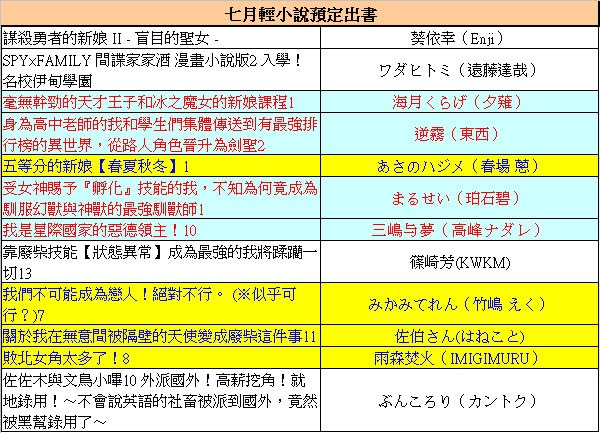 七月輕小說預定出書
謀殺勇者的新娘 II - 盲目的聖女 -
葵依幸（Enji）
SPY×FAMILY 間諜家家酒 漫畫小說版2 入學！
名校伊甸學園
ワダヒトミ（遠藤達哉）
毫無幹勁的天才王子和冰之魔女的新娘課程1
海月くらげ（夕薙）
身為高中老師的我和學生們集體傳送到有最強排
行榜的異世界，從路人角色晉升為劍聖2
逆霧（東西）
五等分的新娘【春夏秋冬】1
あさのハジメ（春場 蔥）
受女神賜予『孵化』技能的我，不知為何竟成為
馴服幻獸與神獸的最強馴獸師1
まるせい（珀石碧）
我是星際國家的惡德領主！10
三嶋与夢（高峰ナダレ）
靠廢柴技能【狀態異常】成為最強的我將蹂躪一
切13
篠崎芳(KWKM)
我們不可能成為戀人！絕對不行。 (※似乎可
行？)7
みかみてれん（竹嶋 えく）
關於我在無意間被隔壁的天使變成廢柴這件事11
佐伯さん(はねこと)
敗北女角太多了！8
雨森焚火（IMIGIMURU）
佐佐木與文鳥小嗶10 外派國外！高薪挖角！就
地錄用！～不會說英語的社畜被派到國外，竟然
被黑幫錄用了～
ぶんころり（カントク）